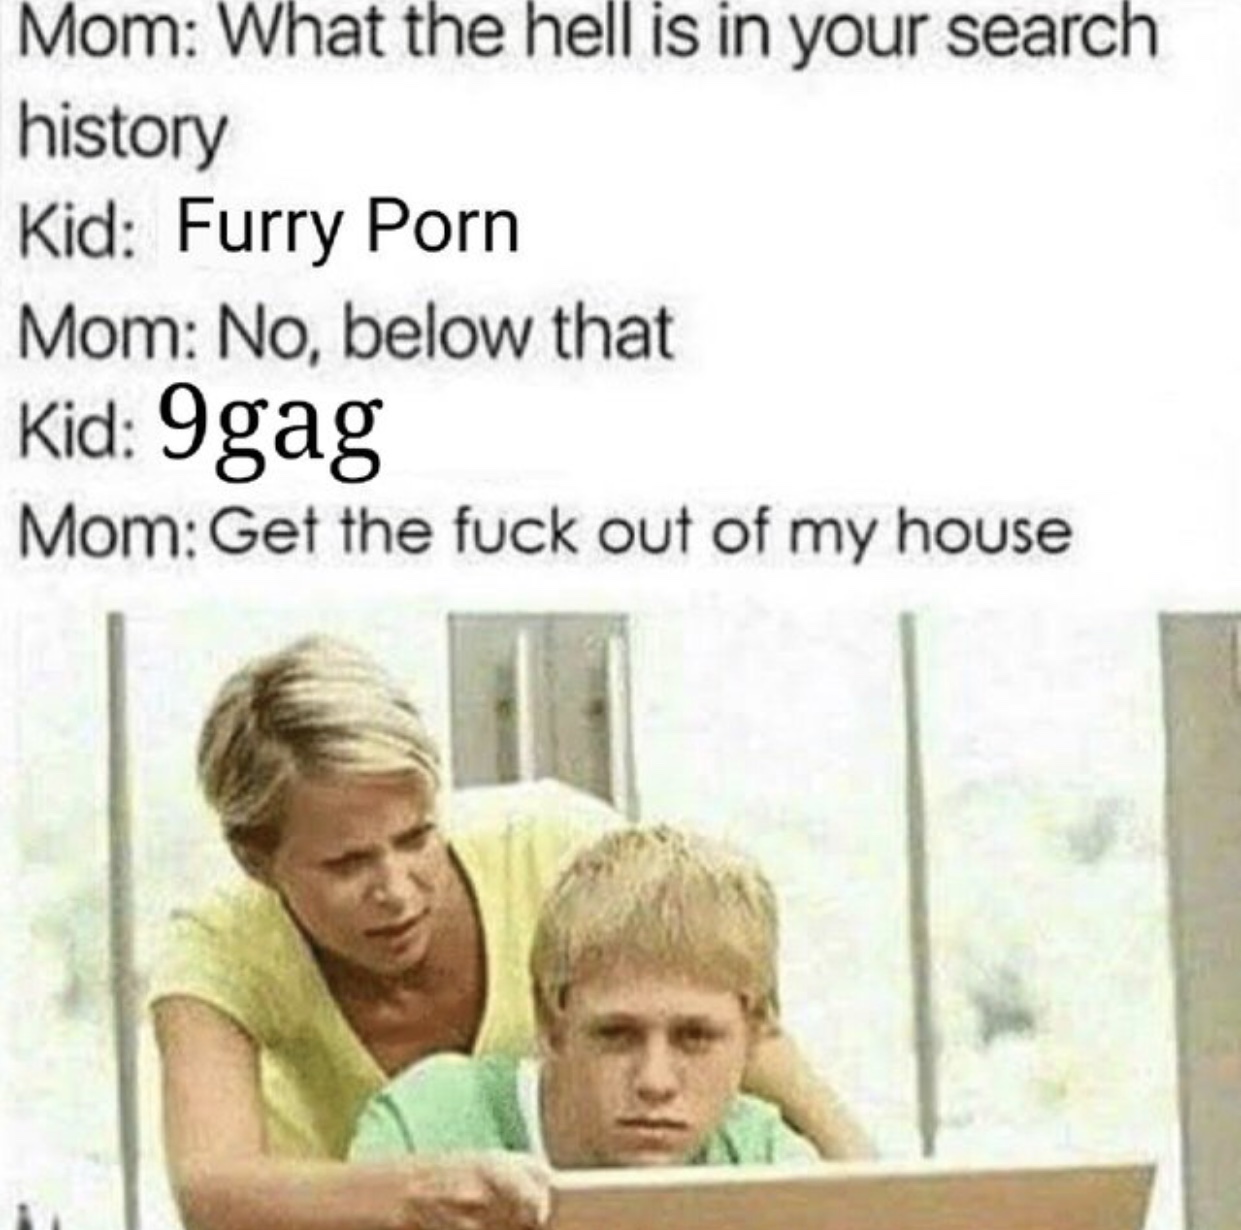 Mom: What the hell is in your search
history
Kid: Furry Porn
Mom: No, below that
Kid: 9gag
Mom: Get the fuck out of my house